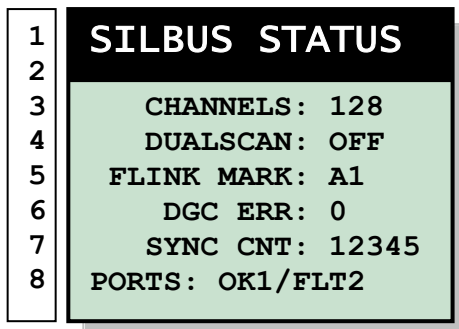 1 SILBUS STATUS
2
3 CHANNELS: 128
4 DUALSCAN: OFF
5 FLINK MARK: A1
6 DGC ERR: 0
7 SYNC CNT: 12345
8 PORTS: OK1/FLT2